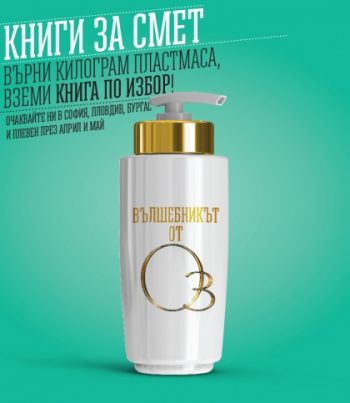 КНИГИ ЗА СМЕТ
ВЪРНИ КИЛОГРАМ ПЛАСТМАСА,
ВЗЕМИ КНИГА ПО ИЗБОР!
ОЧАКВАЙТЕ НИ В СОФИЯ, ПЛОВДИВ, БУРГАС
И ПЛЕВЕН ПРЕЗ АПРИЛ И МАЙ
ВЪЛШЕБНИКЪТ
ОТ
ОЗ